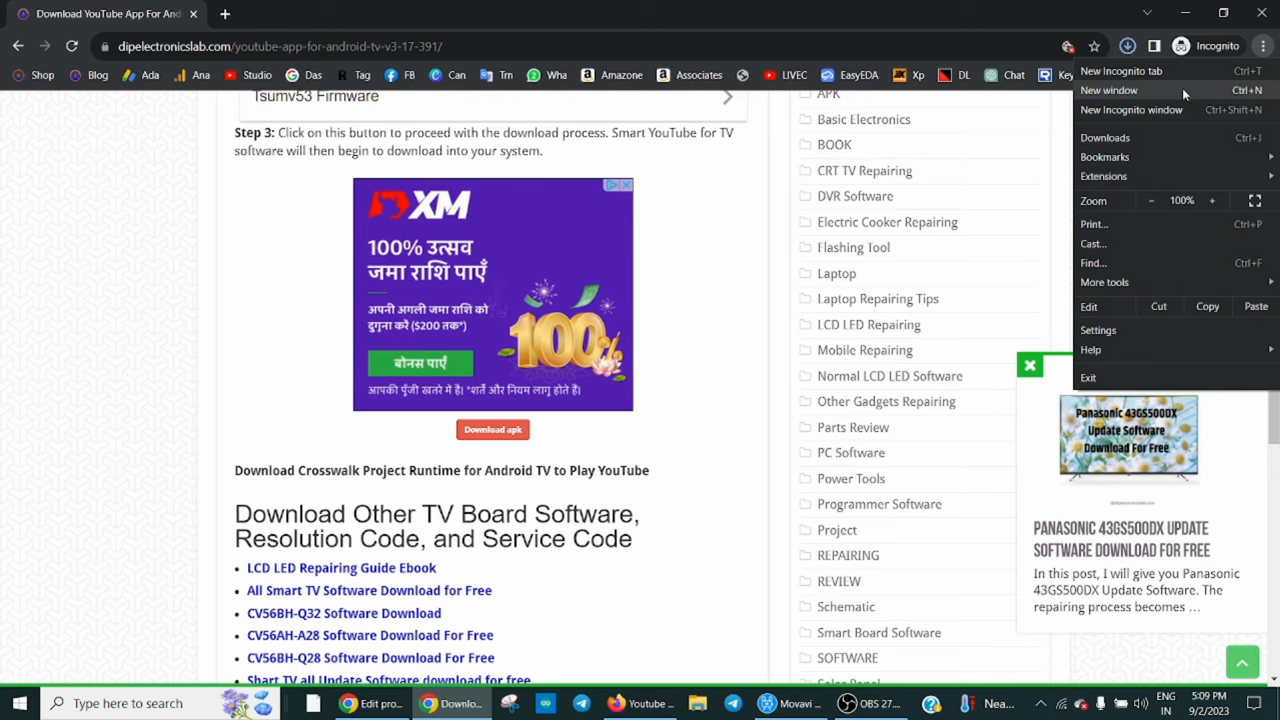 Download YouTube App For And
dipelectronicslab.com/youtube-app-for-android-tv-v3-17-391/
Incognito
Shop
Blog
Ada
Ana
Studio
Das
Tag
FB
Canva
Trn
Wha
Amazone
Associates
LIVEC
EasyEDA
Xp
DL
Chat
Key
New Incognito tab Ctrl+T
New window Ctrl+N
New Incognito window Ctrl+Shift+N
Downloads Ctrl+J
Bookmarks
Extensions
Zoom − 100% +
Print... Ctrl+P
Cast...
Find... Ctrl+F
More tools
Edit Cut Copy Paste
Settings
Help
Exit
Tsumv53 Firmware
Step 3: Click on this button to proceed with the download process. Smart YouTube for TV
software will then begin to download into your system.
XM
100% उत्सव
जमा राशि पाएँ
अपनी अगली जमा राशि को
दुगुना करें ($200 तक*)
बोनस पाएँ
100%
आपकी पूँजी खतरे में है। *शर्तें और नियम लागू होते हैं।
Download apk
Download Crosswalk Project Runtime for Android TV to Play YouTube
Download Other TV Board Software,
Resolution Code, and Service Code
• LCD LED Repairing Guide Ebook
• All Smart TV Software Download for Free
• CV56BH-Q32 Software Download
• CV56AH-A28 Software Download For Free
• CV56BH-Q28 Software Download For Free
• Sbart TV all Update Software download for free
APK
Basic Electronics
BOOK
CRT TV Repairing
DVR Software
Electric Cooker Repairing
Flashing Tool
Laptop
Laptop Repairing Tips
LCD LED Repairing
Mobile Repairing
Normal LCD LED Software
Other Gadgets Repairing
Parts Review
PC Software
Power Tools
Programmer Software
Project
REPAIRING
REVIEW
Schematic
Smart Board Software
SOFTWARE
Solar Panel
Panasonic 43GS500DX
Update Software
Download For Free
PANASONIC 43GS500DX UPDATE
SOFTWARE DOWNLOAD FOR FREE
In this post, I will give you Panasonic
43GS500DX Update Software. The
repairing process becomes ...
Type here to search
Edit pro...
Downlo...
Youtube ...
Movavi ...
OBS 27....
Nea...
ENG
IN
5:09 PM
9/2/2023